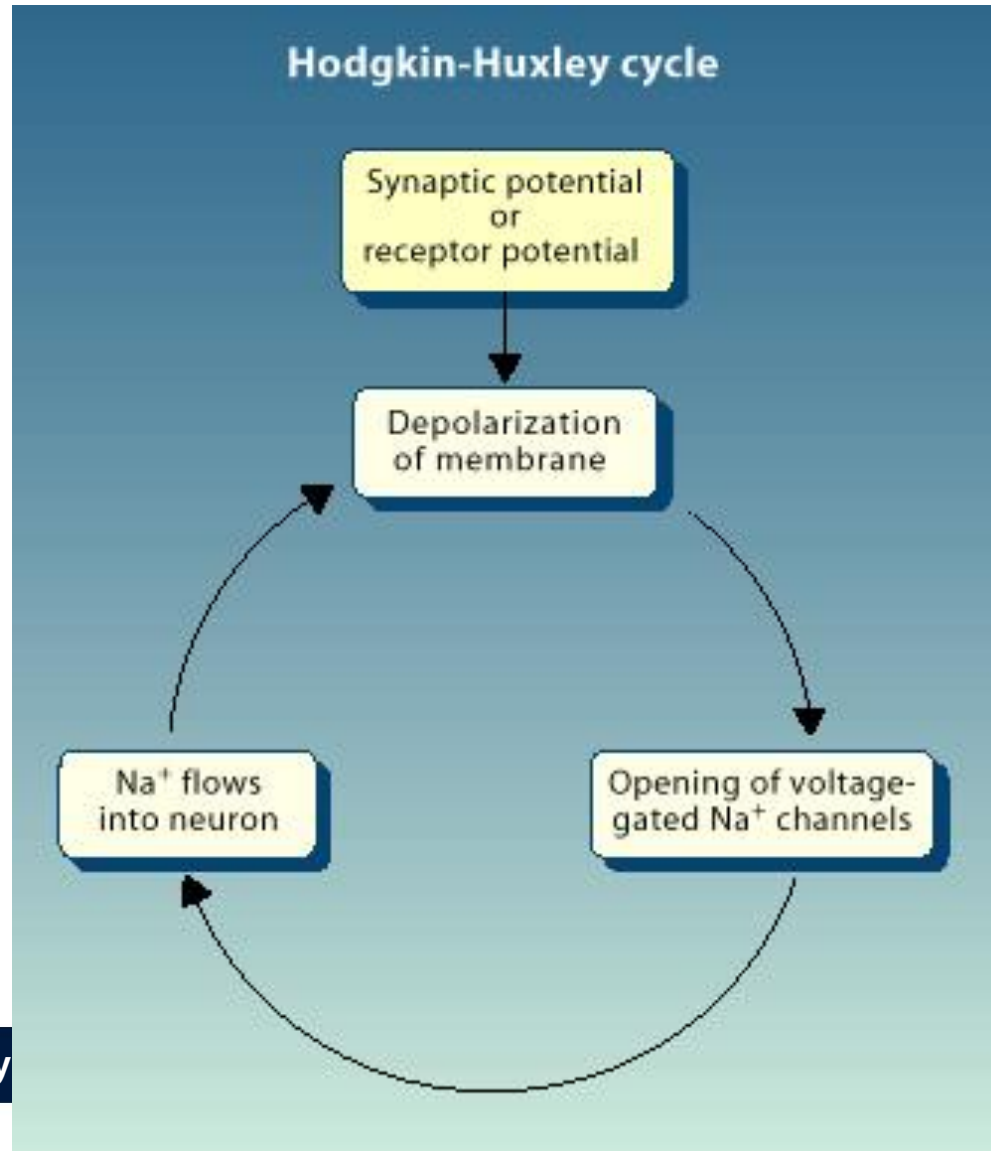 Hodgkin-Huxley cycle
Synaptic potential
or
receptor potential
Depolarization
of membrane
Na⁺ flows
into neuron
Opening of voltage-
gated Na⁺ channels
y